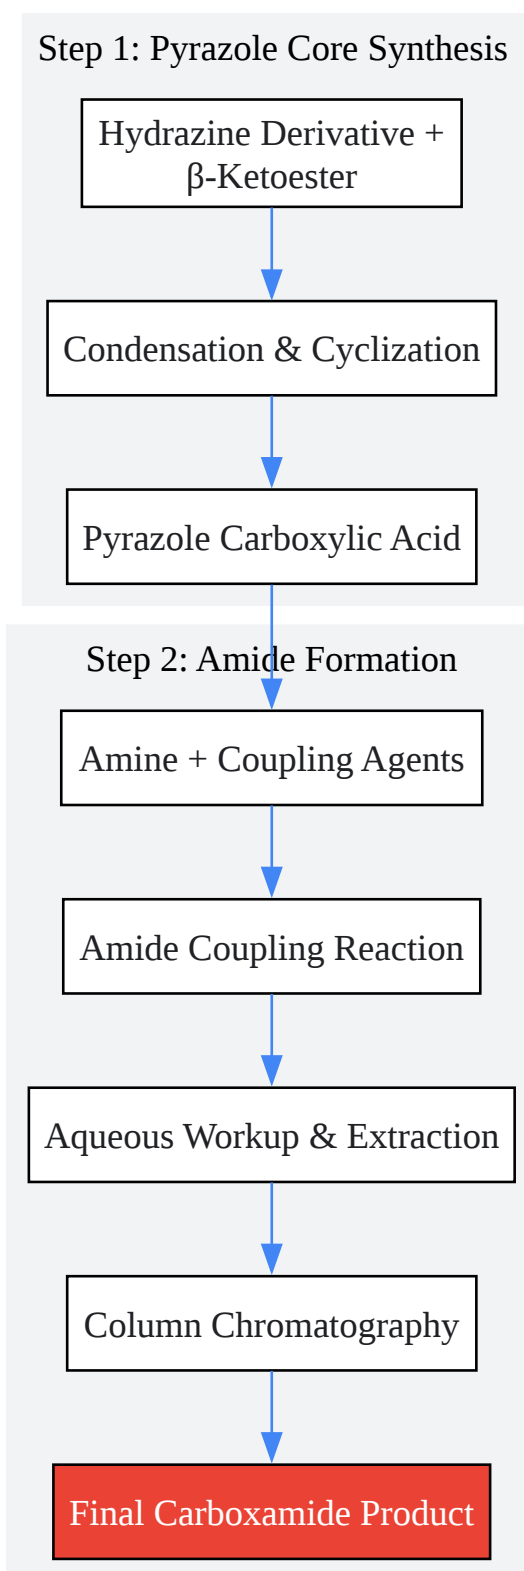 Step 1: Pyrazole Core Synthesis
Hydrazine Derivative +
β-Ketoester
Condensation & Cyclization
Pyrazole Carboxylic Acid
Step 2: Amide Formation
Amine + Coupling Agents
Amide Coupling Reaction
Aqueous Workup & Extraction
Column Chromatography
Final Carboxamide Product